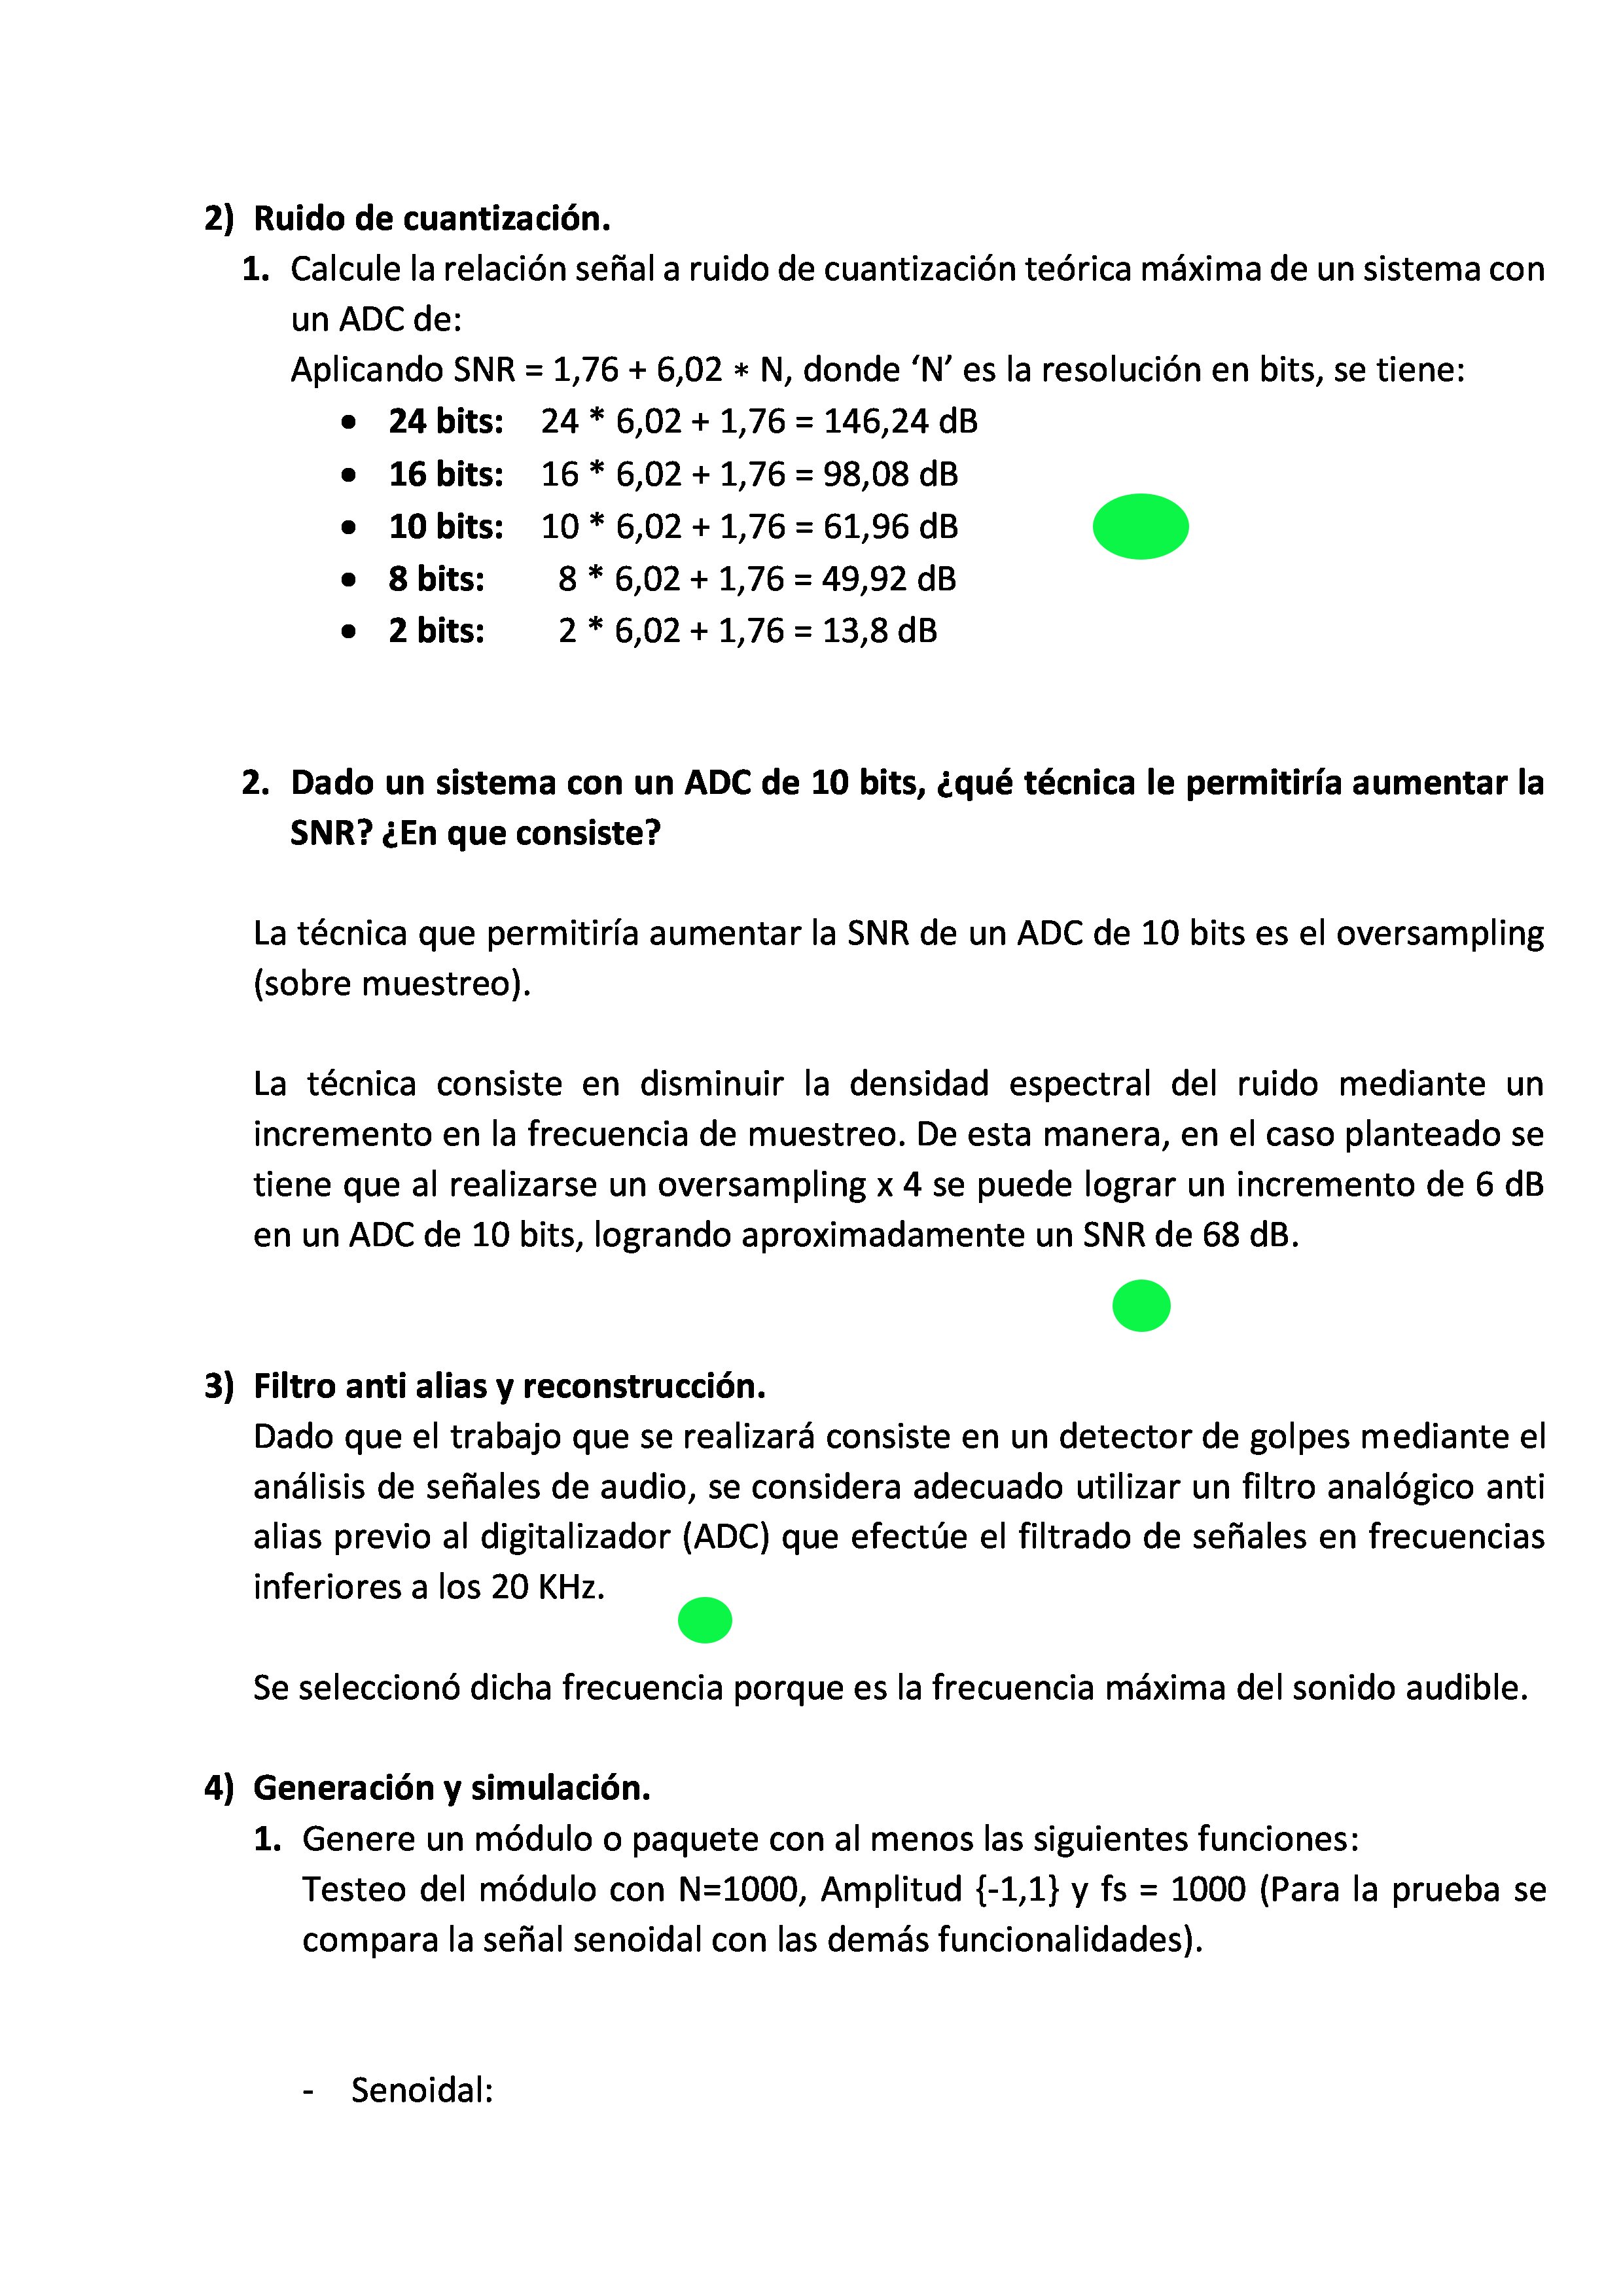 2) Ruido de cuantización.
1. Calcule la relación señal a ruido de cuantización teórica máxima de un sistema con
un ADC de:
Aplicando SNR = 1,76 + 6,02 * N, donde ‘N’ es la resolución en bits, se tiene:
• 24 bits: 24 * 6,02 + 1,76 = 146,24 dB
• 16 bits: 16 * 6,02 + 1,76 = 98,08 dB
• 10 bits: 10 * 6,02 + 1,76 = 61,96 dB
• 8 bits: 8 * 6,02 + 1,76 = 49,92 dB
• 2 bits: 2 * 6,02 + 1,76 = 13,8 dB
2. Dado un sistema con un ADC de 10 bits, ¿qué técnica le permitiría aumentar la
SNR? ¿En que consiste?
La técnica que permitiría aumentar la SNR de un ADC de 10 bits es el oversampling
(sobre muestreo).
La técnica consiste en disminuir la densidad espectral del ruido mediante un
incremento en la frecuencia de muestreo. De esta manera, en el caso planteado se
tiene que al realizarse un oversampling x 4 se puede lograr un incremento de 6 dB
en un ADC de 10 bits, logrando aproximadamente un SNR de 68 dB.
3) Filtro anti alias y reconstrucción.
Dado que el trabajo que se realizará consiste en un detector de golpes mediante el
análisis de señales de audio, se considera adecuado utilizar un filtro analógico anti
alias previo al digitalizador (ADC) que efectúe el filtrado de señales en frecuencias
inferiores a los 20 KHz.
Se seleccionó dicha frecuencia porque es la frecuencia máxima del sonido audible.
4) Generación y simulación.
1. Genere un módulo o paquete con al menos las siguientes funciones:
Testeo del módulo con N=1000, Amplitud {-1,1} y fs = 1000 (Para la prueba se
compara la señal senoidal con las demás funcionalidades).
- Senoidal: